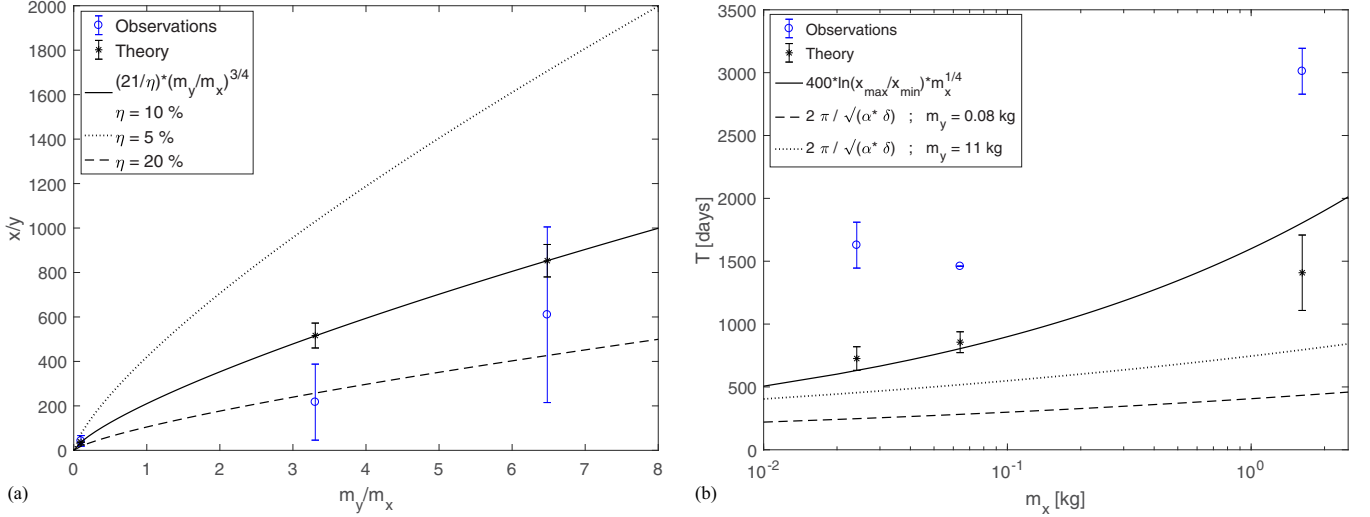 2000
1800
1600
1400
1200
1000
800
600
400
200
0
x/y
Observations
Theory
(21/η)*(m_y/m_x)^{3/4}
η = 10 %
η = 5 %
η = 20 %
0 1 2 3 4 5 6 7 8
m_y/m_x
(a)
3500
3000
2500
2000
1500
1000
500
0
T [days]
Observations
Theory
400*ln(x_max/x_min)*m_x^{1/4}
2 π / √(α* δ) ; m_y = 0.08 kg
2 π / √(α* δ) ; m_y = 11 kg
10^{-2} 10^{-1} 10^0
m_x [kg]
(b)